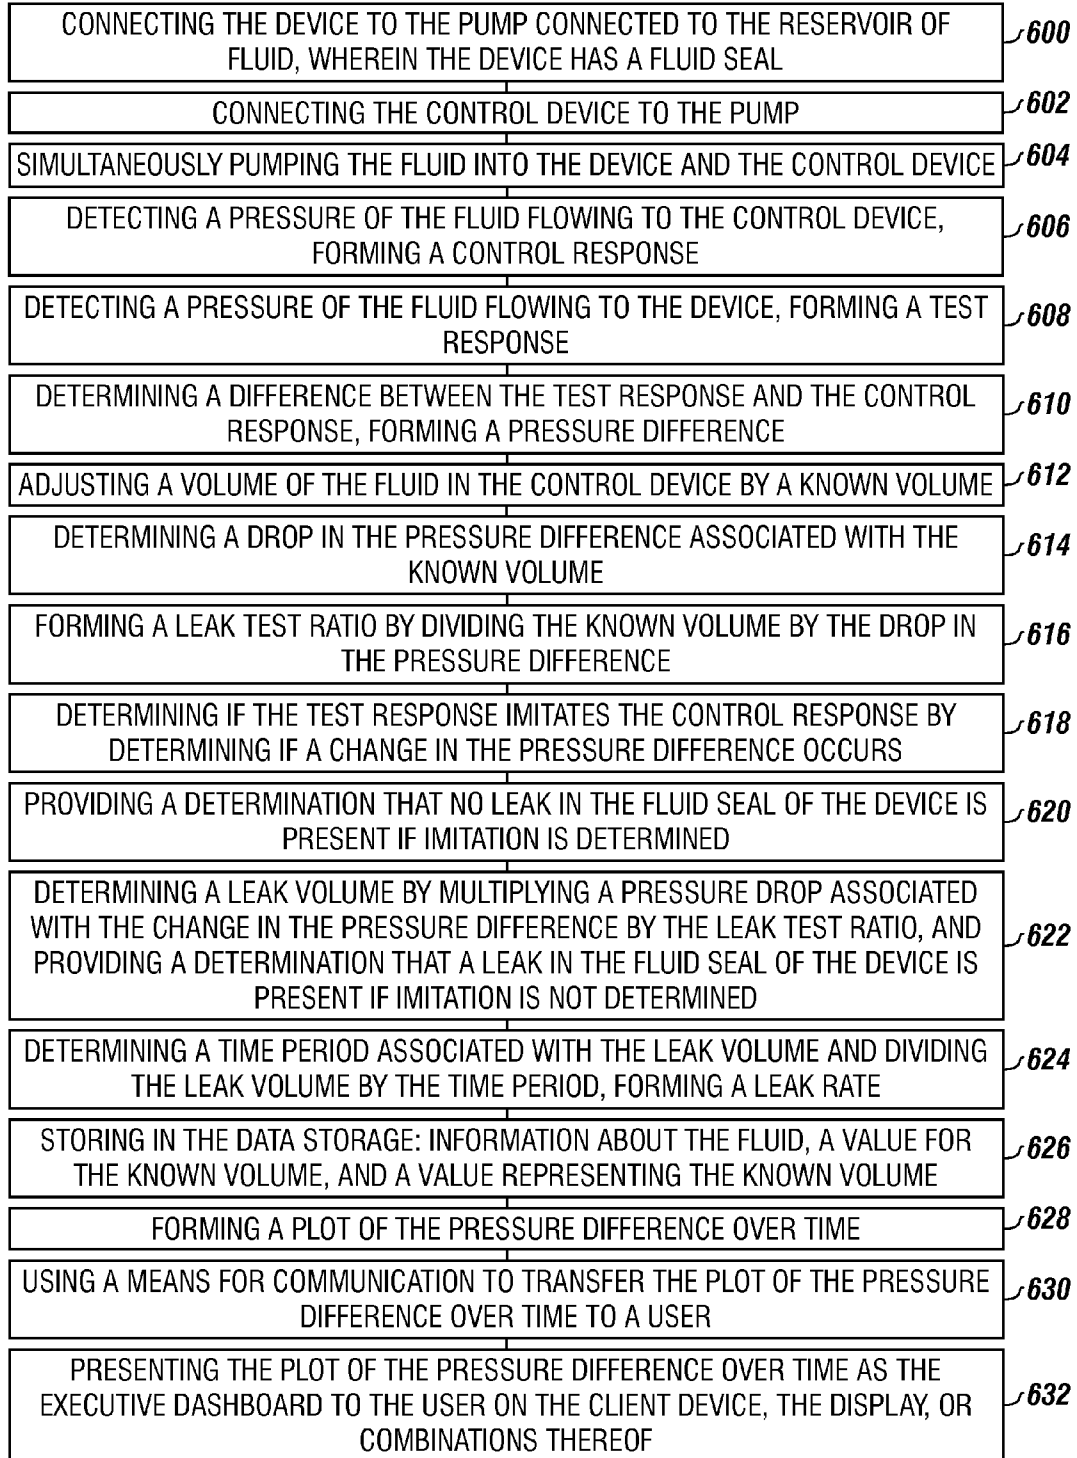 CONNECTING THE DEVICE TO THE PUMP CONNECTED TO THE RESERVOIR OF
FLUID, WHEREIN THE DEVICE HAS A FLUID SEAL
600
CONNECTING THE CONTROL DEVICE TO THE PUMP
602
SIMULTANEOUSLY PUMPING THE FLUID INTO THE DEVICE AND THE CONTROL DEVICE
604
DETECTING A PRESSURE OF THE FLUID FLOWING TO THE CONTROL DEVICE,
FORMING A CONTROL RESPONSE
606
DETECTING A PRESSURE OF THE FLUID FLOWING TO THE DEVICE, FORMING A TEST
RESPONSE
608
DETERMINING A DIFFERENCE BETWEEN THE TEST RESPONSE AND THE CONTROL
RESPONSE, FORMING A PRESSURE DIFFERENCE
610
ADJUSTING A VOLUME OF THE FLUID IN THE CONTROL DEVICE BY A KNOWN VOLUME
612
DETERMINING A DROP IN THE PRESSURE DIFFERENCE ASSOCIATED WITH THE
KNOWN VOLUME
614
FORMING A LEAK TEST RATIO BY DIVIDING THE KNOWN VOLUME BY THE DROP IN
THE PRESSURE DIFFERENCE
616
DETERMINING IF THE TEST RESPONSE IMITATES THE CONTROL RESPONSE BY
DETERMINING IF A CHANGE IN THE PRESSURE DIFFERENCE OCCURS
618
PROVIDING A DETERMINATION THAT NO LEAK IN THE FLUID SEAL OF THE DEVICE IS
PRESENT IF IMITATION IS DETERMINED
620
DETERMINING A LEAK VOLUME BY MULTIPLYING A PRESSURE DROP ASSOCIATED
WITH THE CHANGE IN THE PRESSURE DIFFERENCE BY THE LEAK TEST RATIO, AND
PROVIDING A DETERMINATION THAT A LEAK IN THE FLUID SEAL OF THE DEVICE IS
PRESENT IF IMITATION IS NOT DETERMINED
622
DETERMINING A TIME PERIOD ASSOCIATED WITH THE LEAK VOLUME AND DIVIDING
THE LEAK VOLUME BY THE TIME PERIOD, FORMING A LEAK RATE
624
STORING IN THE DATA STORAGE: INFORMATION ABOUT THE FLUID, A VALUE FOR
THE KNOWN VOLUME, AND A VALUE REPRESENTING THE KNOWN VOLUME
626
FORMING A PLOT OF THE PRESSURE DIFFERENCE OVER TIME
628
USING A MEANS FOR COMMUNICATION TO TRANSFER THE PLOT OF THE PRESSURE
DIFFERENCE OVER TIME TO A USER
630
PRESENTING THE PLOT OF THE PRESSURE DIFFERENCE OVER TIME AS THE
EXECUTIVE DASHBOARD TO THE USER ON THE CLIENT DEVICE, THE DISPLAY, OR
COMBINATIONS THEREOF
632